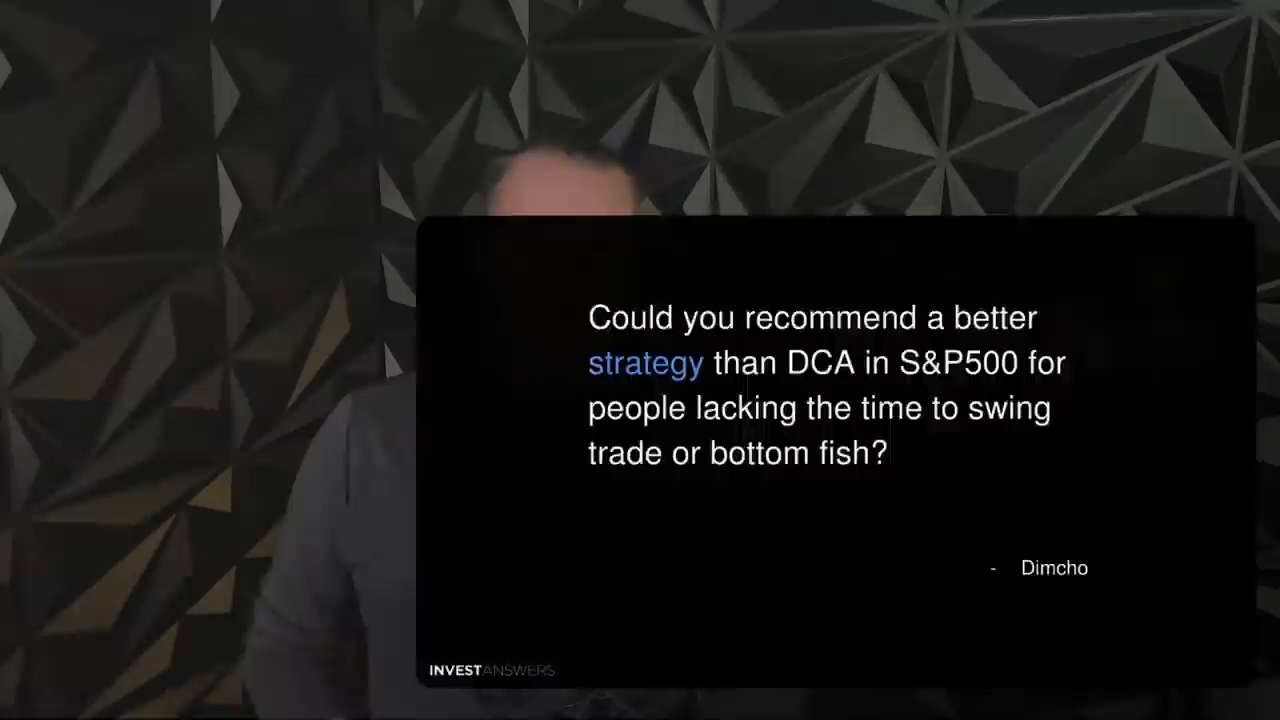 Could you recommend a better
strategy than DCA in S&P500 for
people lacking the time to swing
trade or bottom fish?
- Dimcho
INVESTANSWERS